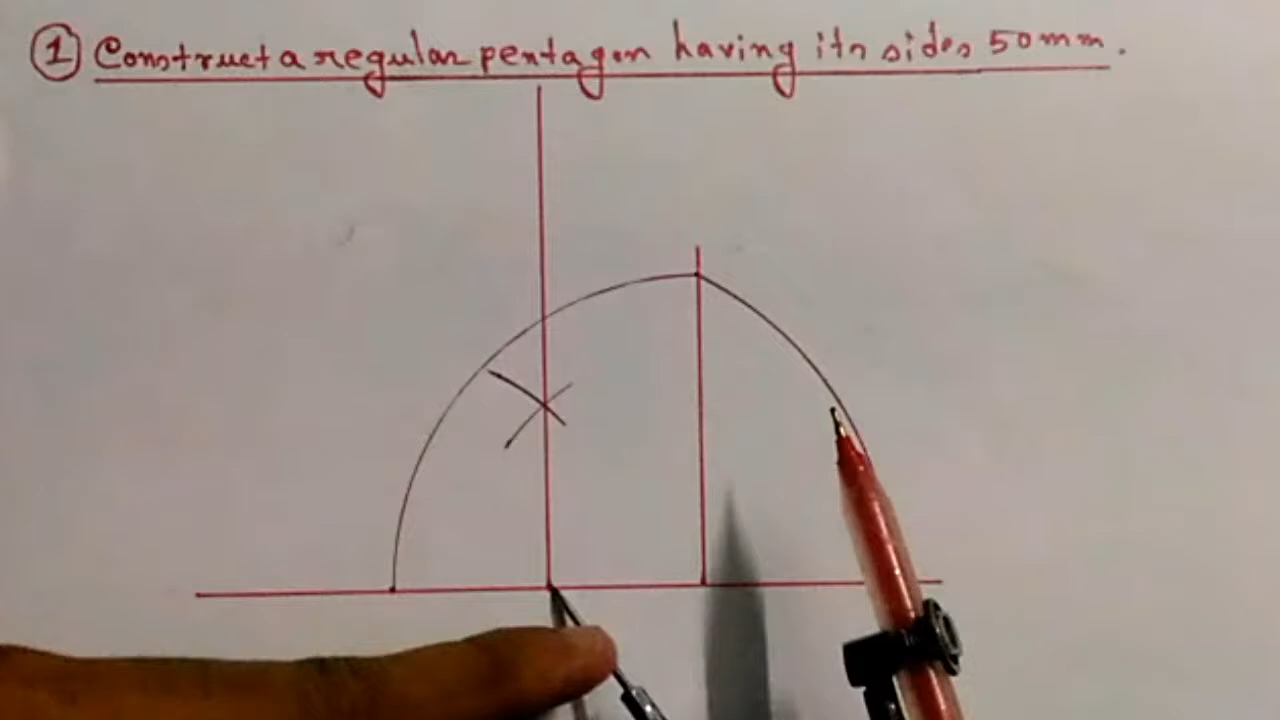 ① Construct a regular pentagon having its sides 50mm.